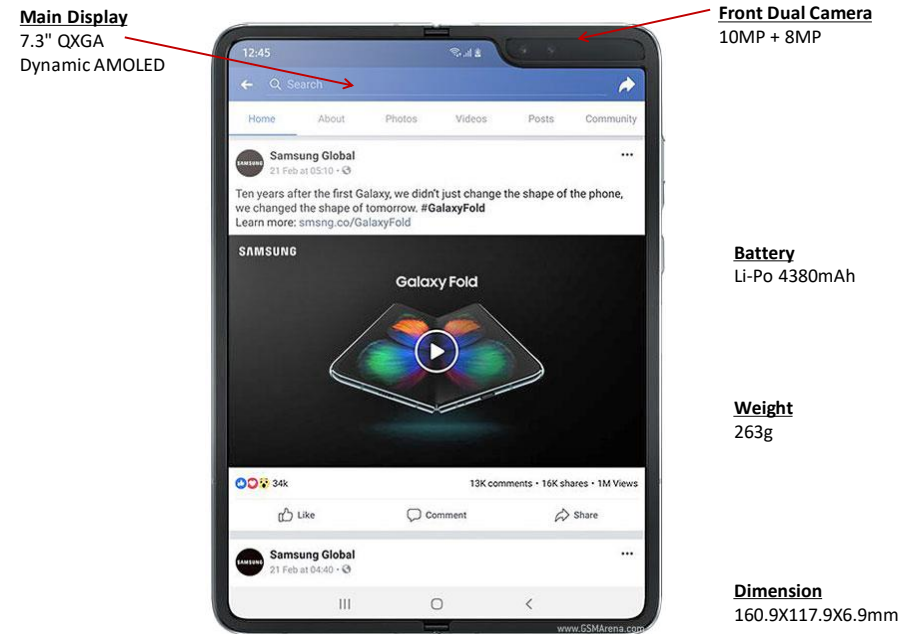 Main Display
7.3" QXGA
Dynamic AMOLED
Front Dual Camera
10MP + 8MP
12:45
Search
Home About Photos Videos Posts Community
SAMSUNG
Samsung Global
21 Feb at 05:10
Ten years after the first Galaxy, we didn't just change the shape of the phone,
we changed the shape of tomorrow. #GalaxyFold
Learn more: smsng.co/GalaxyFold
SAMSUNG
Galaxy Fold
34k
13K comments • 16K shares • 1M Views
Like Comment Share
SAMSUNG
Samsung Global
21 Feb at 04:40
www.GSMArena.com
Battery
Li-Po 4380mAh
Weight
263g
Dimension
160.9X117.9X6.9mm